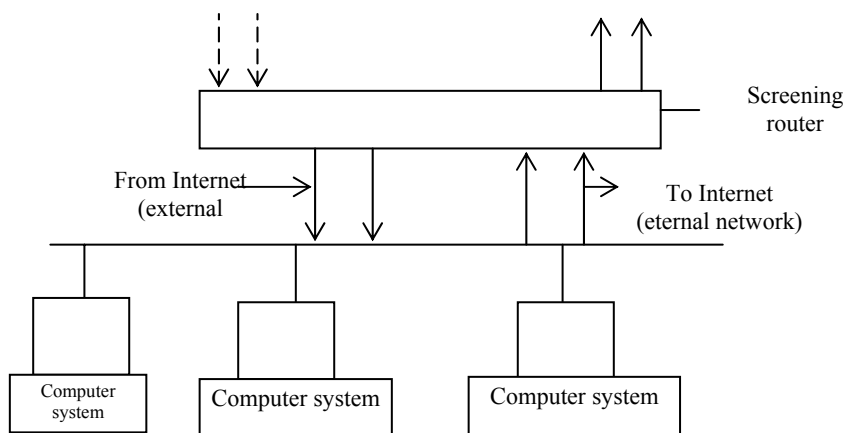 Screening
router
From Internet
(external
To Internet
(eternal network)
Computer
system
Computer system
Computer system